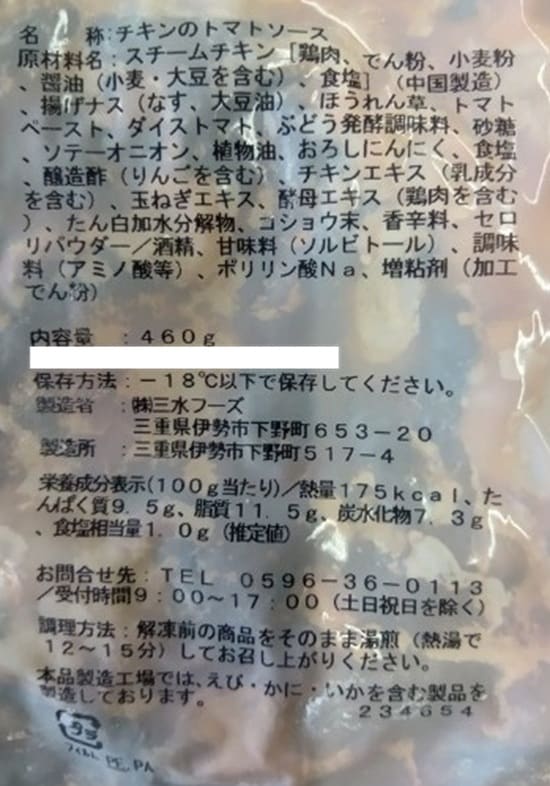 名　　称：チキンのトマトソース
原材料名：スチームチキン［鶏肉、でん粉、小麦粉
、醤油（小麦・大豆を含む）、食塩］（中国製造）
、揚げナス（なす、大豆油）、ほうれん草、トマト
ペースト、ダイストマト、ぶどう発酵調味料、砂糖
、ソテーオニオン、植物油、おろしにんにく、食塩
、醸造酢（りんごを含む）、チキンエキス（乳成分
を含む）、玉ねぎエキス、酵母エキス（鶏肉を含む
）、たん白加水分解物、コショウ末、香辛料、セロ
リパウダー／酒精、甘味料（ソルビトール）、調味
料（アミノ酸等）、ポリリン酸Ｎａ、増粘剤（加工
でん粉）
内容量　：４６０ｇ
保存方法：－１８℃以下で保存してください。
製造者　：㈱三水フーズ
三重県伊勢市下野町６５３－２０
製造所　：三重県伊勢市下野町５１７－４
栄養成分表示（１００ｇ当たり）／熱量１７５ｋｃａｌ、た
んぱく質９．５ｇ、脂質１１．５ｇ、炭水化物７．３ｇ
、食塩相当量１．０ｇ（推定値）
お問合せ先：ＴＥＬ　０５９６－３６－０１１３
／受付時間９：００～１７：００（土日祝日を除く）
調理方法：解凍前の商品をそのまま湯煎（熱湯で
１２～１５分）してお召し上がりください。
本品製造工場では、えび・かに・いかを含む製品を
製造しております。
２３４６５４
プラ
フィルム PE, PA